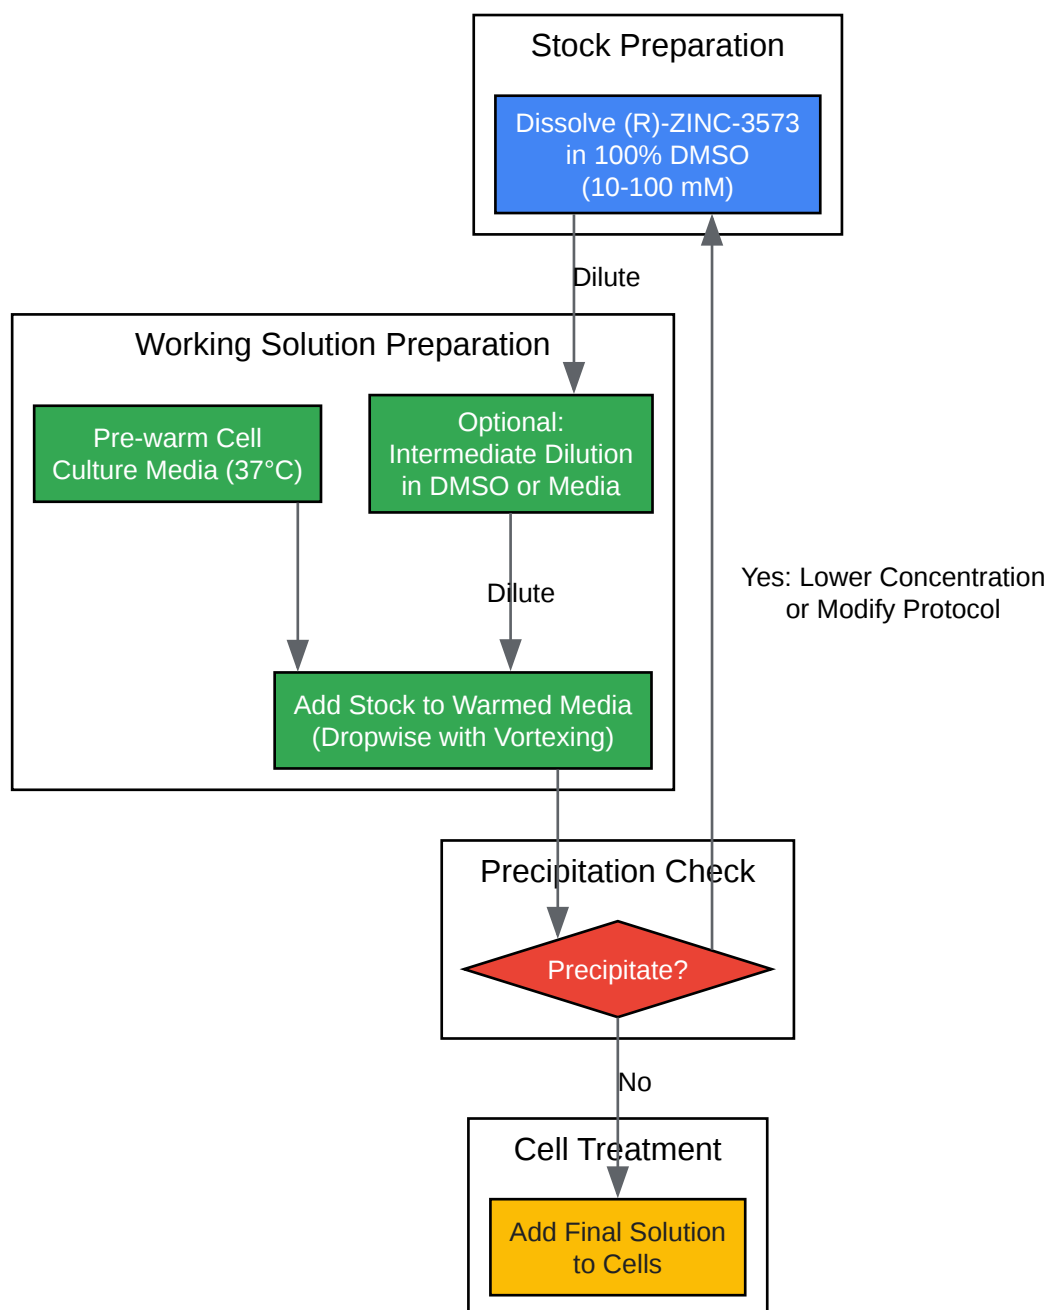 Stock Preparation
Dissolve (R)-ZINC-3573
in 100% DMSO
(10-100 mM)
Dilute
Working Solution Preparation
Pre-warm Cell
Culture Media (37°C)
Optional:
Intermediate Dilution
in DMSO or Media
Dilute
Yes: Lower Concentration
or Modify Protocol
Add Stock to Warmed Media
(Dropwise with Vortexing)
Precipitation Check
Precipitate?
No
Cell Treatment
Add Final Solution
to Cells